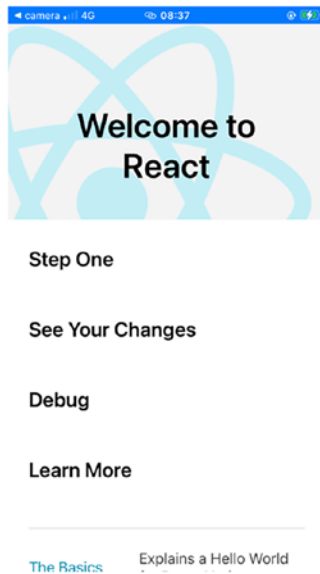 camera 4G 08:37
Welcome to
React
Step One
See Your Changes
Debug
Learn More
The Basics
Explains a Hello World